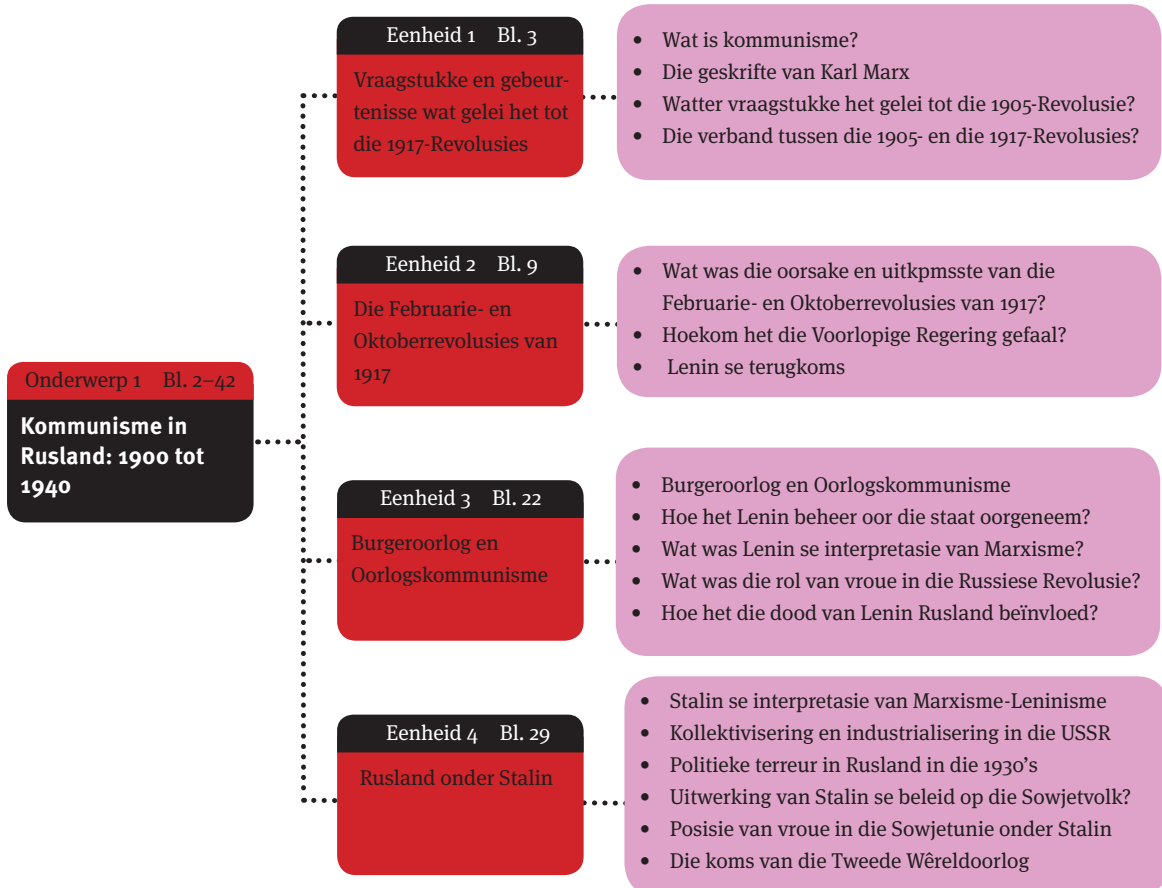 Onderwerp 1 Bl. 2–42
Kommunisme in
Rusland: 1900 tot
1940
Eenheid 1 Bl. 3
Vraagstukke en gebeur-
tenisse wat gelei het tot
die 1917-Revolusies
• Wat is kommunisme?
• Die geskrifte van Karl Marx
• Watter vraagstukke het gelei tot die 1905-Revolusie?
• Die verband tussen die 1905- en die 1917-Revolusies?
Eenheid 2 Bl. 9
Die Februarie- en
Oktoberrevolusies van
1917
• Wat was die oorsake en uitkpmsste van die
Februarie- en Oktoberrevolusies van 1917?
• Hoekom het die Voorlopige Regering gefaal?
• Lenin se terugkoms
Eenheid 3 Bl. 22
Burgeroorlog en
Oorlogskommunisme
• Burgeroorlog en Oorlogskommunisme
• Hoe het Lenin beheer oor die staat oorgeneem?
• Wat was Lenin se interpretasie van Marxisme?
• Wat was die rol van vroue in die Russiese Revolusie?
• Hoe het die dood van Lenin Rusland beïnvloed?
Eenheid 4 Bl. 29
Rusland onder Stalin
• Stalin se interpretasie van Marxisme-Leninisme
• Kollektivisering en industrialisering in die USSR
• Politieke terreur in Rusland in die 1930's
• Uitwerking van Stalin se beleid op die Sowjetvolk?
• Posisie van vroue in die Sowjetunie onder Stalin
• Die koms van die Tweede Wêreldoorlog